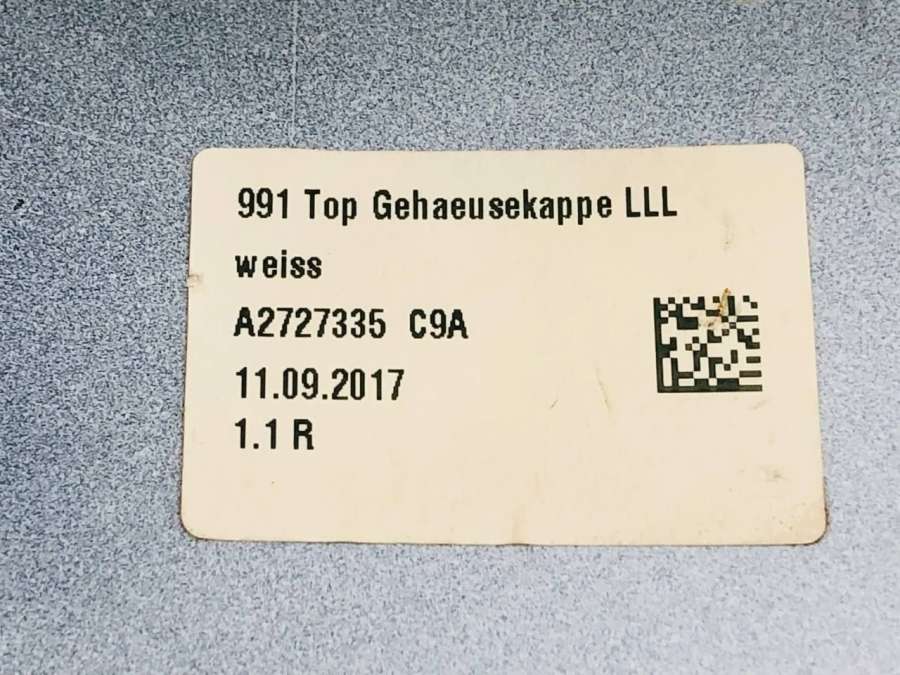 991 Top Gehaeusekappe LLL
weiss
A2727335 C9A
11.09.2017
1.1 R